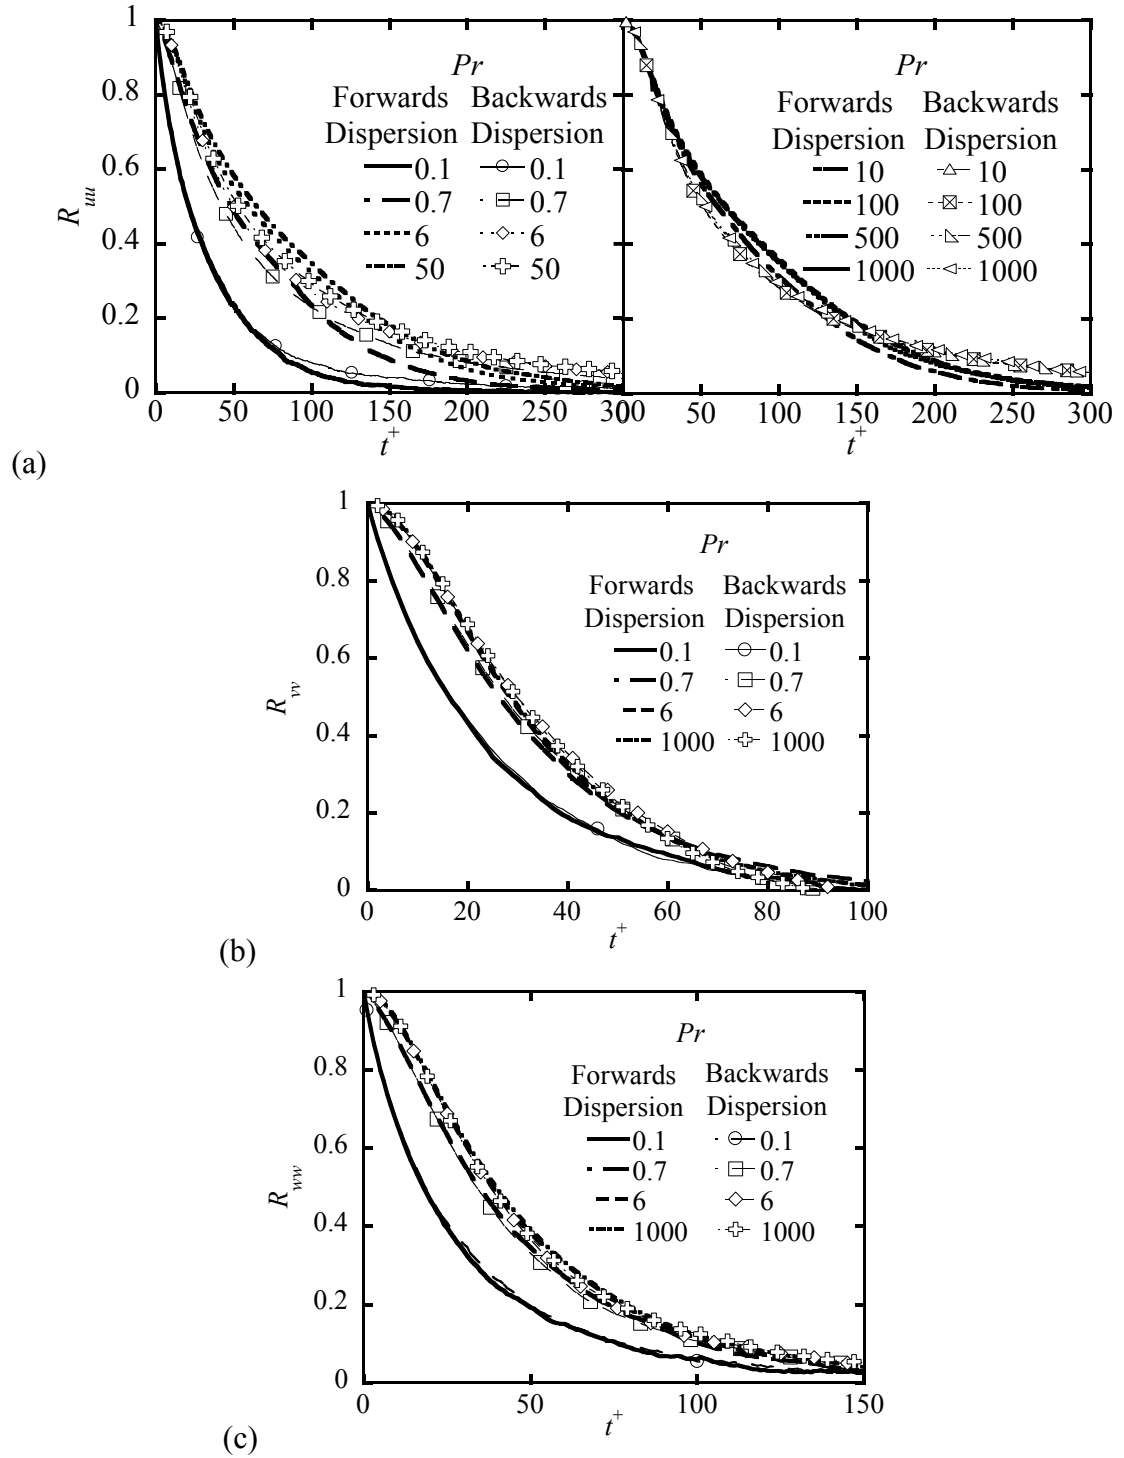 1
0.8
0.6
0.4
0.2
0
R_uu
Pr
Forwards Backwards
Dispersion Dispersion
0.1 0.1
0.7 0.7
6 6
50 50
0 50 100 150 200 250 300
t+
Pr
Forwards Backwards
Dispersion Dispersion
10 10
100 100
500 500
1000 1000
0 50 100 150 200 250 300
t+
(a)
1
0.8
0.6
0.4
0.2
0
R_vv
Pr
Forwards Backwards
Dispersion Dispersion
0.1 0.1
0.7 0.7
6 6
1000 1000
0 20 40 60 80 100
t+
(b)
1
0.8
0.6
0.4
0.2
0
R_ww
Pr
Forwards Backwards
Dispersion Dispersion
0.1 0.1
0.7 0.7
6 6
1000 1000
0 50 100 150
t+
(c)